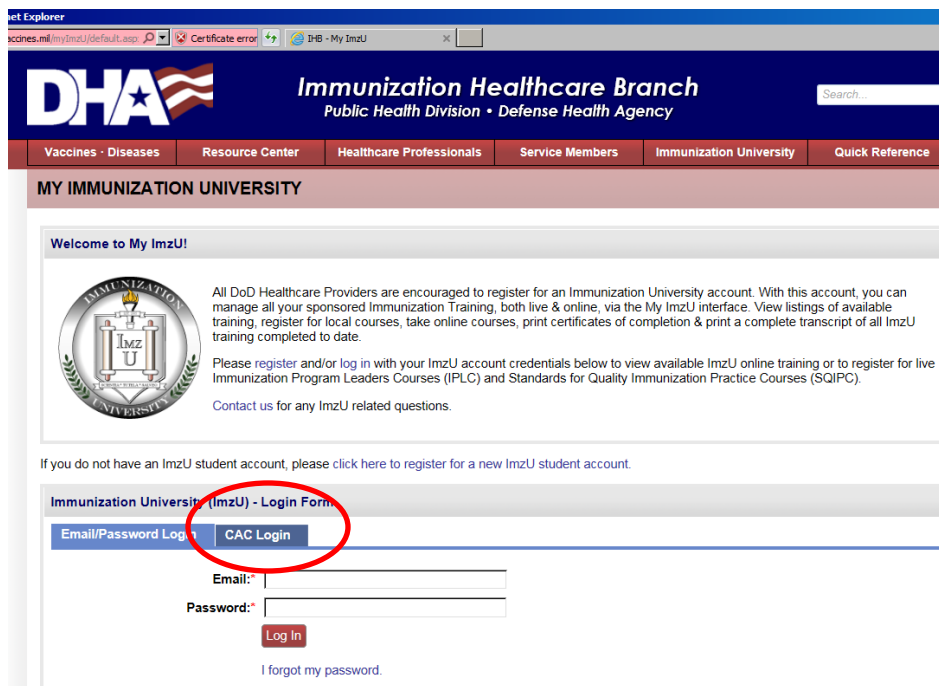 net Explorer
accines.mil/myImzU/default.asp Certificate error IHB - My ImzU
DHA
Immunization Healthcare Branch
Public Health Division • Defense Health Agency
Search...
Vaccines · Diseases Resource Center Healthcare Professionals Service Members Immunization University Quick Reference
MY IMMUNIZATION UNIVERSITY
Welcome to My ImzU!
IMMUNIZATION
IMZ
U
UNIVERSITY
All DoD Healthcare Providers are encouraged to register for an Immunization University account. With this account, you can
manage all your sponsored Immunization Training, both live & online, via the My ImzU interface. View listings of available
training, register for local courses, take online courses, print certificates of completion & print a complete transcript of all ImzU
training completed to date.
Please register and/or log in with your ImzU account credentials below to view available ImzU online training or to register for live
Immunization Program Leaders Courses (IPLC) and Standards for Quality Immunization Practice Courses (SQIPC).
Contact us for any ImzU related questions.
If you do not have an ImzU student account, please click here to register for a new ImzU student account.
Immunization University (ImzU) - Login Form
Email/Password Login CAC Login
Email:*
Password:*
Log In
I forgot my password.